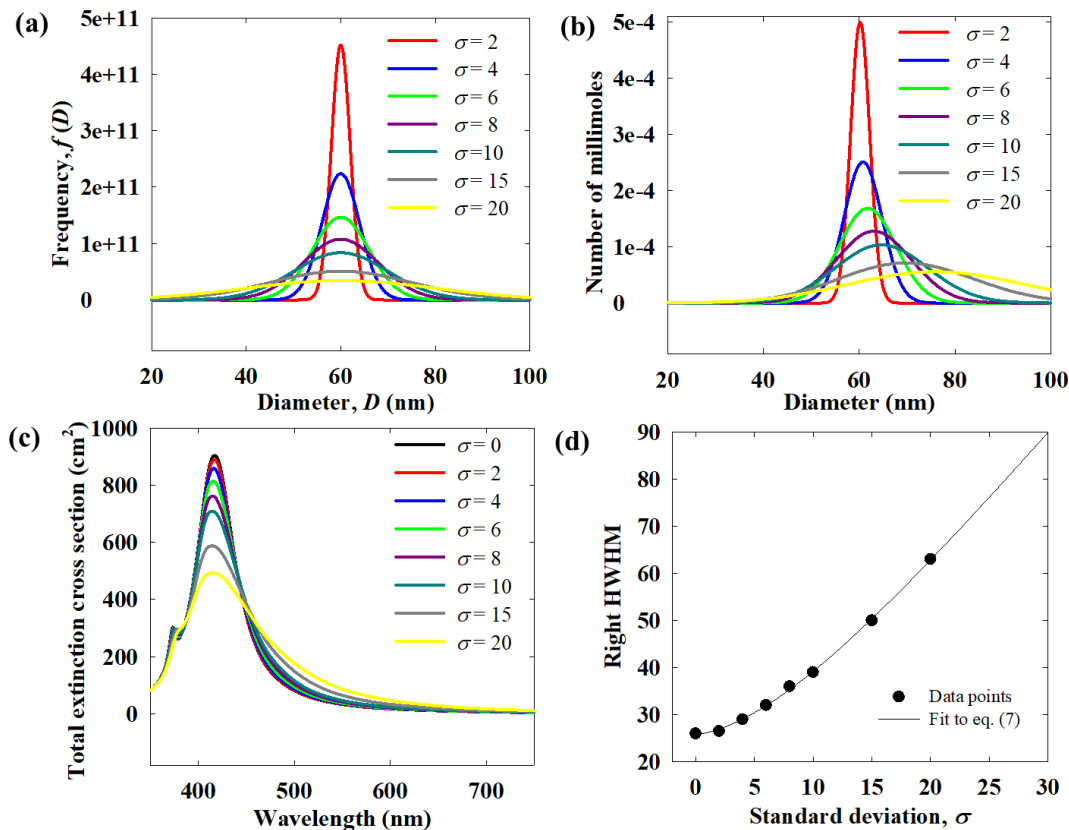 (a)
Frequency, f (D)
5e+11
4e+11
3e+11
2e+11
1e+11
0
20 40 60 80 100
Diameter, D (nm)
σ = 2
σ = 4
σ = 6
σ = 8
σ = 10
σ = 15
σ = 20
(b)
Number of millimoles
5e-4
4e-4
3e-4
2e-4
1e-4
0
20 40 60 80 100
Diameter (nm)
σ = 2
σ = 4
σ = 6
σ = 8
σ = 10
σ = 15
σ = 20
(c)
Total extinction cross section (cm²)
1000
800
600
400
200
0
400 500 600 700
Wavelength (nm)
σ = 0
σ = 2
σ = 4
σ = 6
σ = 8
σ = 10
σ = 15
σ = 20
(d)
Right HWHM
90
80
70
60
50
40
30
20
0 5 10 15 20 25 30
Standard deviation, σ
Data points
Fit to eq. (7)